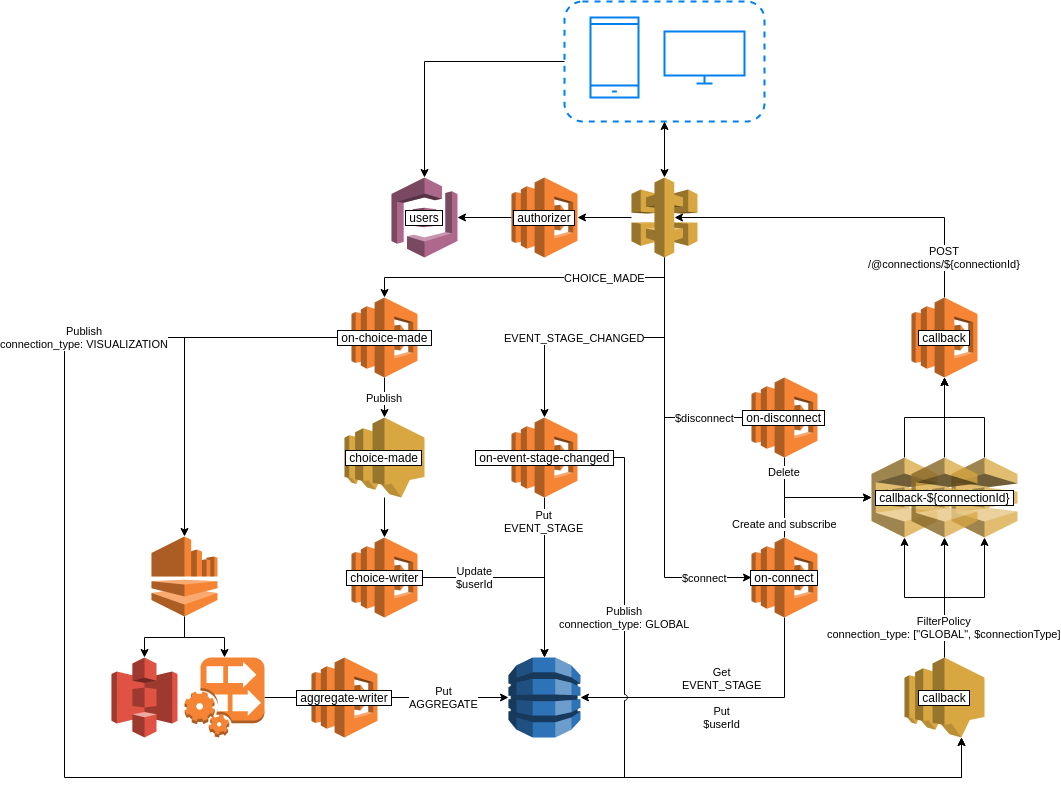 users
authorizer
POST
/@connections/${connectionId}
CHOICE_MADE
Publish
connection_type: VISUALIZATION
on-choice-made
EVENT_STAGE_CHANGED
callback
Publish
$disconnect
on-disconnect
choice-made
on-event-stage-changed
Delete
callback-${connectionId}
Put
EVENT_STAGE
Create and subscribe
choice-writer
Update
$userId
$connect
on-connect
Publish
connection_type: GLOBAL
FilterPolicy
connection_type: ["GLOBAL", $connectionType]
Get
EVENT_STAGE
aggregate-writer
Put
AGGREGATE
callback
Put
$userId